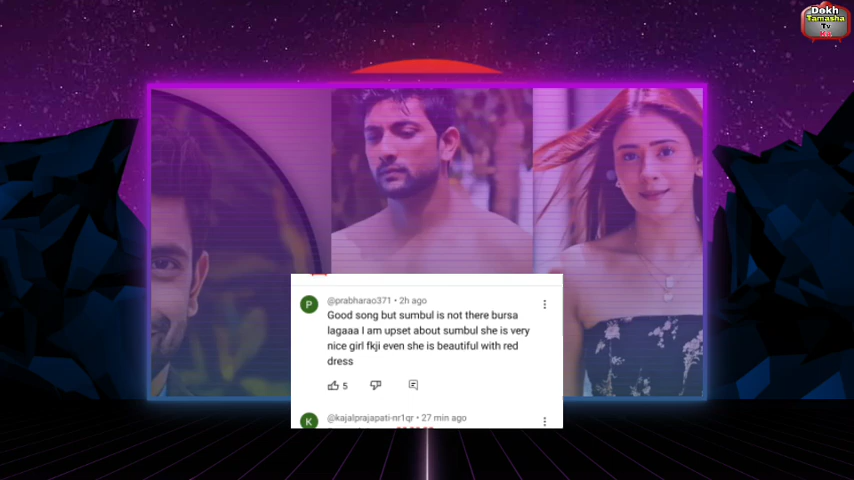 Dekh
Tamasha
Tv
P
@prabharao371 • 2h ago
Good song but sumbul is not there bursa
lagaaa I am upset about sumbul she is very
nice girl fkji even she is beautiful with red
dress
5
K
@kajalprajapati-nr1qr • 27 min ago